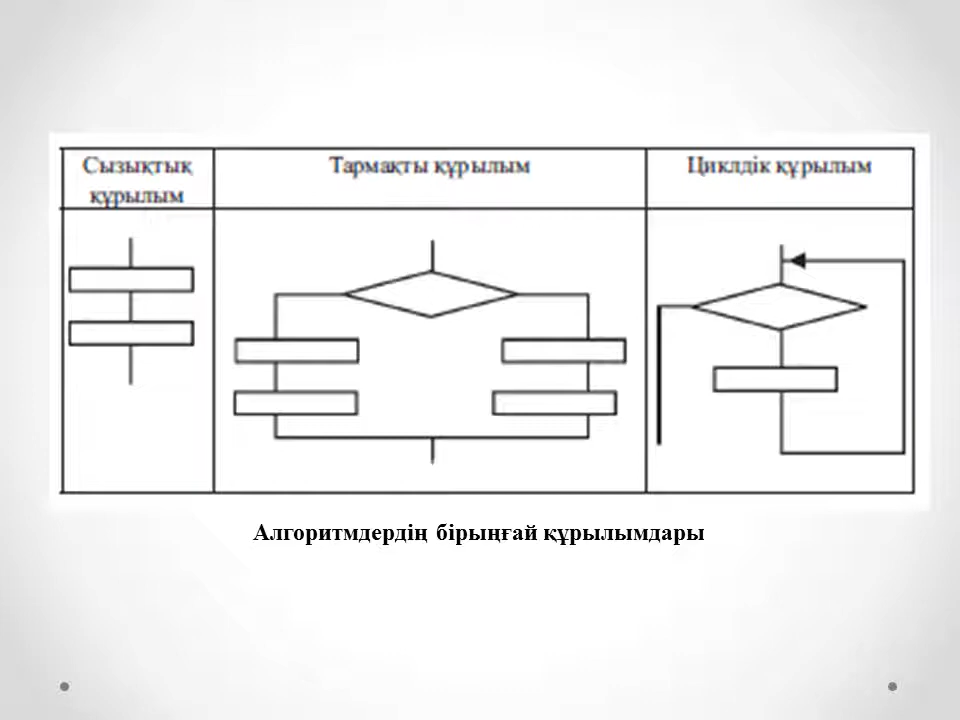 Сызықтық
құрылым
Тармақты құрылым
Циклдік құрылым
Алгоритмдердің бірыңғай құрылымдары